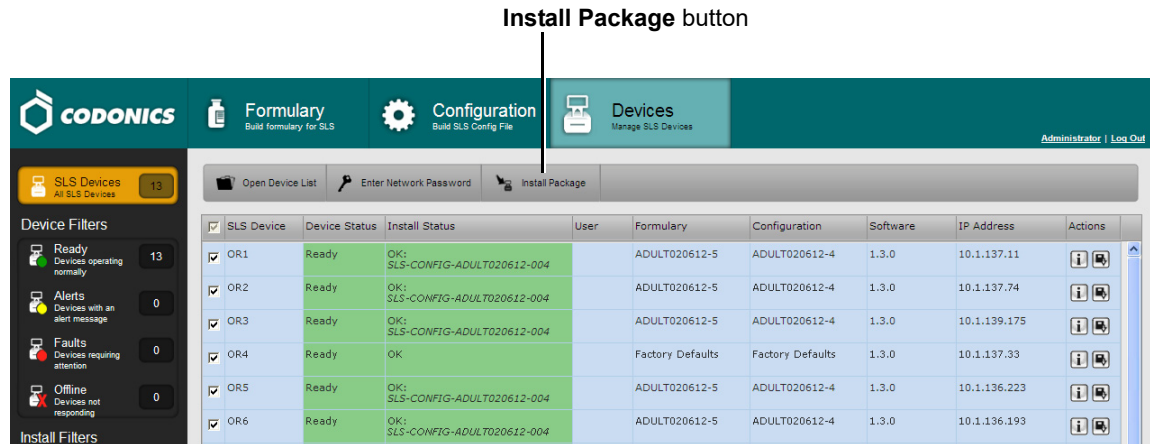 Install Package button
CODONICS
Formulary
Build formulary for SLS
Configuration
Build SLS Config File
Devices
Manage SLS Devices
Administrator | Log Out
SLS Devices
All SLS Devices
13
Open Device List
Enter Network Password
Install Package
Device Filters
Ready
Devices operating
normally
13
Alerts
Devices with an
alert message
0
Faults
Devices requiring
attention
0
Offline
Devices not
responding
0
Install Filters
SLS Device Device Status Install Status User Formulary Configuration Software IP Address Actions
OR1 Ready OK: ADULT020612-5 ADULT020612-4 1.3.0 10.1.137.11
SLS-CONFIG-ADULT020612-004
OR2 Ready OK: ADULT020612-5 ADULT020612-4 1.3.0 10.1.137.74
SLS-CONFIG-ADULT020612-004
OR3 Ready OK: ADULT020612-5 ADULT020612-4 1.3.0 10.1.139.175
SLS-CONFIG-ADULT020612-004
OR4 Ready OK Factory Defaults Factory Defaults 1.3.0 10.1.137.33
OR5 Ready OK: ADULT020612-5 ADULT020612-4 1.3.0 10.1.136.223
SLS-CONFIG-ADULT020612-004
OR6 Ready OK: ADULT020612-5 ADULT020612-4 1.3.0 10.1.136.193
SLS-CONFIG-ADULT020612-004